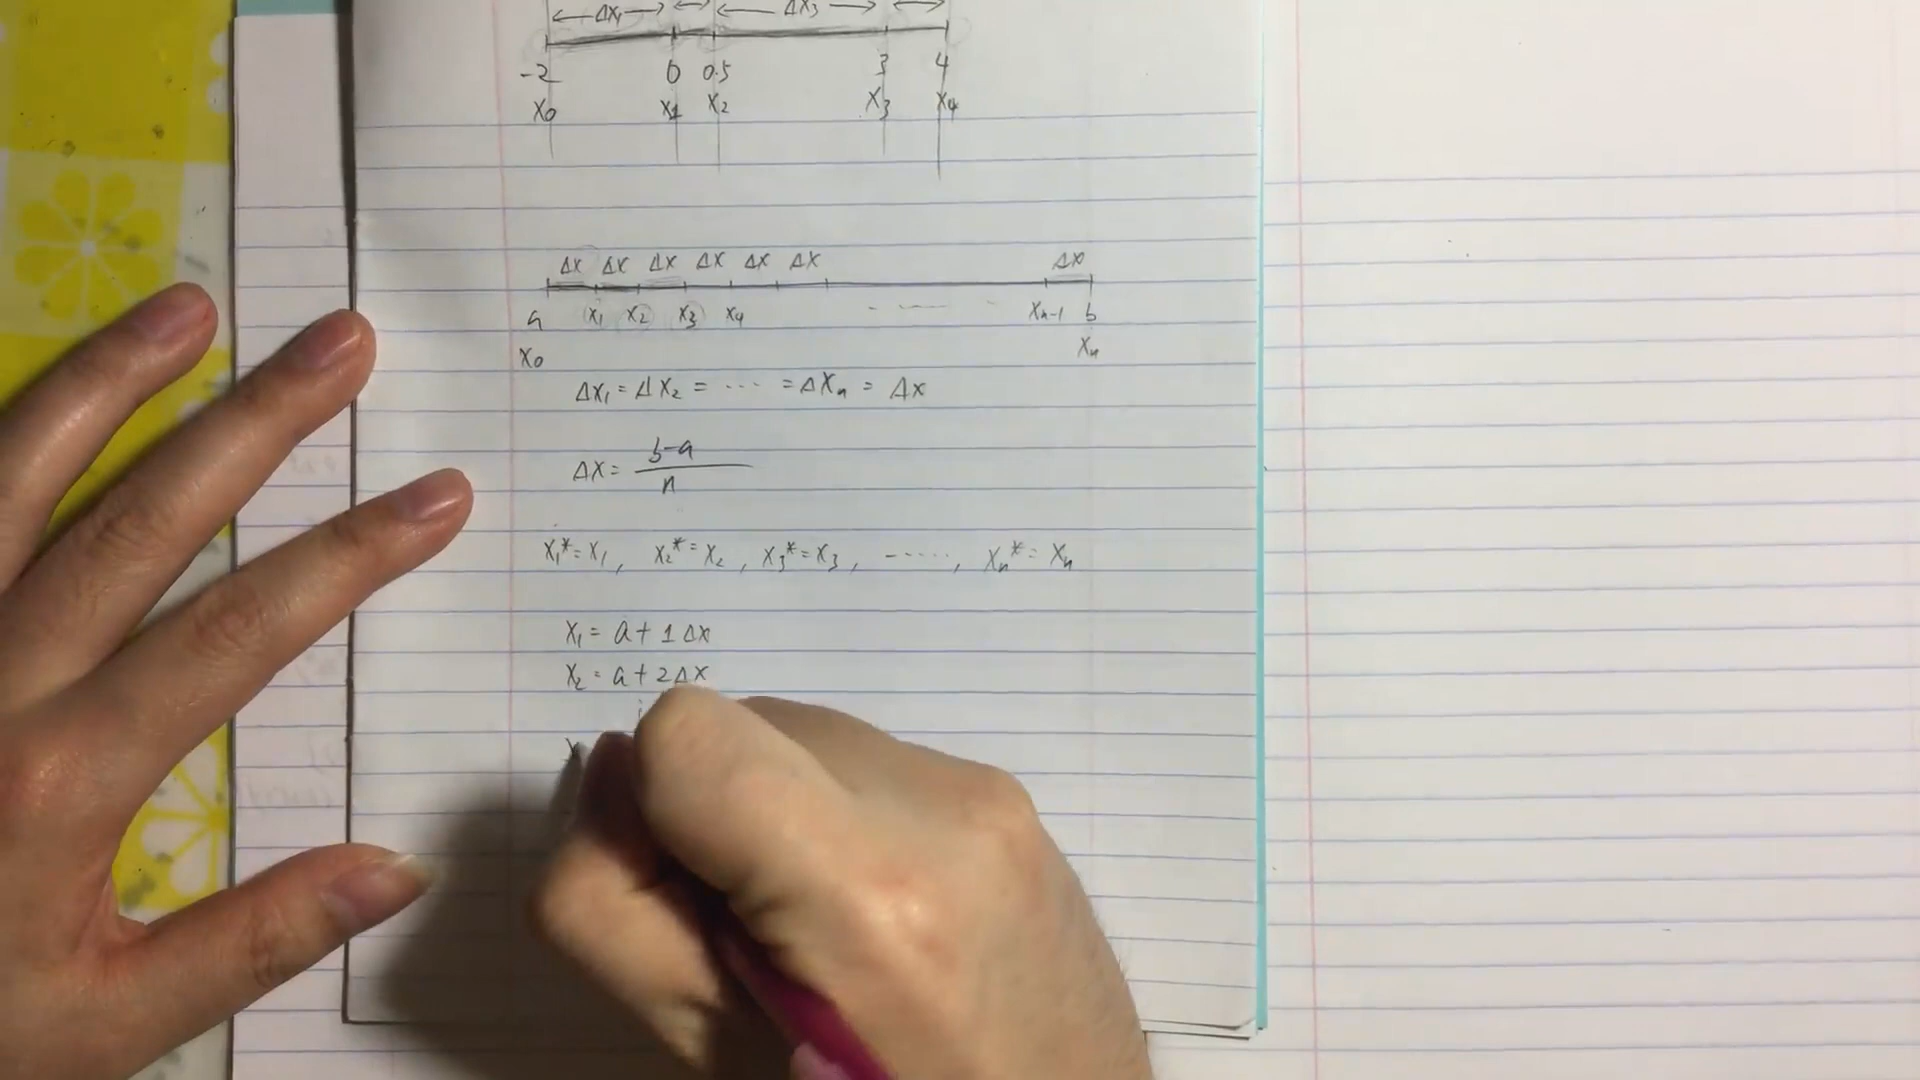 Δx₁ Δx₃
-2 0 0.5 3 4
x₀ x₁ x₂ x₃ x₄
Δx Δx Δx Δx Δx Δx Δx
a x₁ x₂ x₃ x₄ - ---- - xₙ₋₁ b
x₀ xₙ
Δx₁ = Δx₂ = ···· = Δxₙ = Δx
Δx = b-a
n
x₁* = x₁, x₂* = x₂, x₃* = x₃, -----, xₙ* = xₙ
x₁ = a + 1Δx
x₂ = a + 2Δx